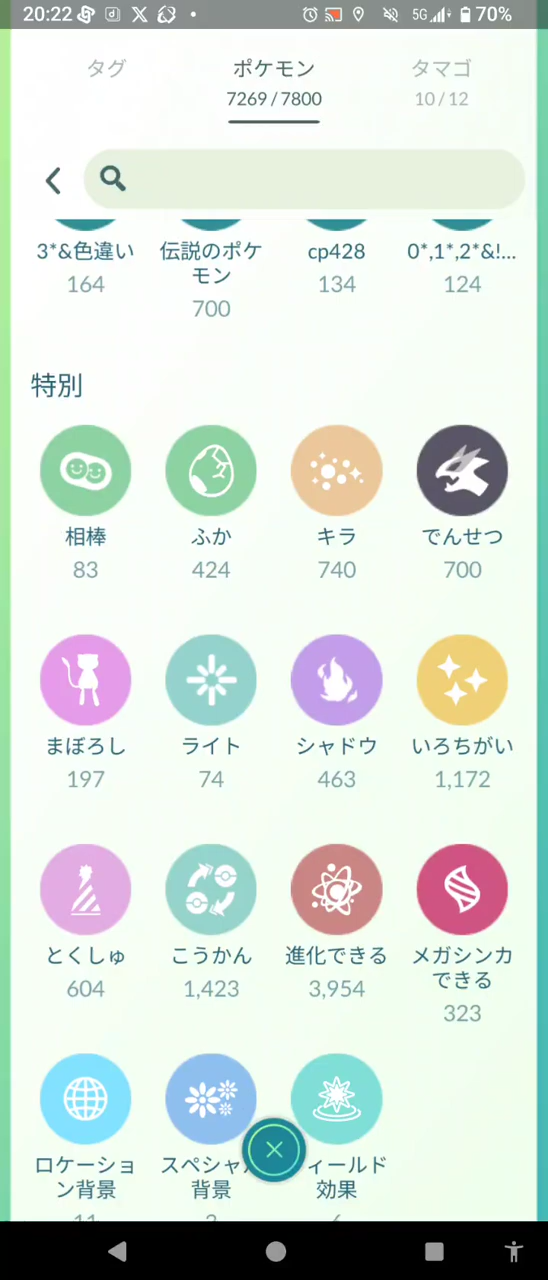 20:22
5G
70%
タグ
ポケモン
タマゴ
7269 / 7800
10 / 12
3*&色違い
伝説のポケ
モン
cp428
0*,1*,2*&!...
164
700
134
124
特別
相棒
ふか
キラ
でんせつ
83
424
740
700
まぼろし
ライト
シャドウ
いろちがい
197
74
463
1,172
とくしゅ
こうかん
進化できる
メガシンカ
できる
604
1,423
3,954
323
ロケーショ
ン背景
スペシャ
背景
ィールド
効果